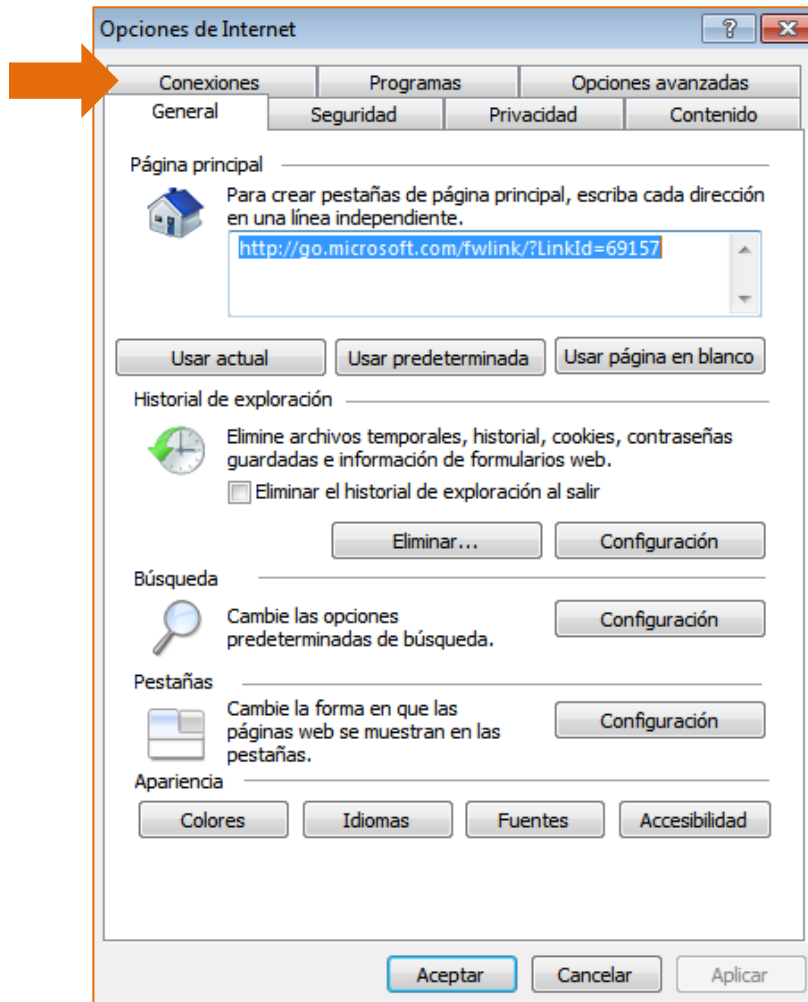 Opciones de Internet
Conexiones Programas Opciones avanzadas
General Seguridad Privacidad Contenido
Página principal
Para crear pestañas de página principal, escriba cada dirección
en una línea independiente.
http://go.microsoft.com/fwlink/?LinkId=69157
Usar actual Usar predeterminada Usar página en blanco
Historial de exploración
Elimine archivos temporales, historial, cookies, contraseñas
guardadas e información de formularios web.
Eliminar el historial de exploración al salir
Eliminar... Configuración
Búsqueda
Cambie las opciones
predeterminadas de búsqueda.
Configuración
Pestañas
Cambie la forma en que las
páginas web se muestran en las
pestañas.
Configuración
Apariencia
Colores Idiomas Fuentes Accesibilidad
Aceptar Cancelar Aplicar